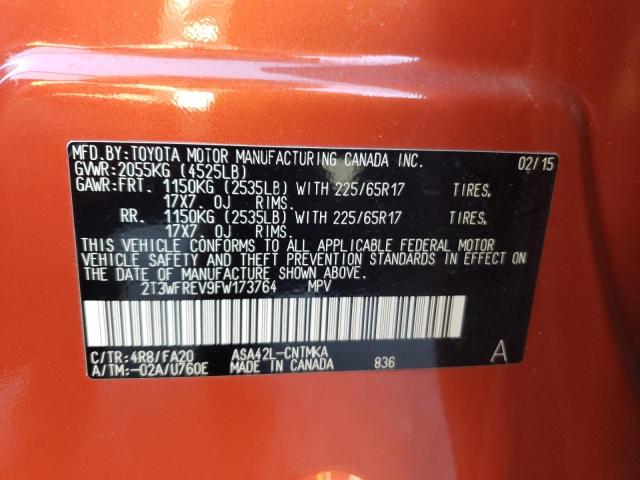 MFD.BY:TOYOTA MOTOR MANUFACTURING CANADA INC. 02/15
GVWR:2055KG (4525LB)
GAWR:FRT. 1150KG (2535LB) WITH 225/65R17 TIRES,
17X7. OJ RIMS.
RR. 1150KG (2535LB) WITH 225/65R17 TIRES,
17X7. OJ RIMS.
THIS VEHICLE CONFORMS TO ALL APPLICABLE FEDERAL MOTOR
VEHICLE SAFETY AND THEFT PREVENTION STANDARDS IN EFFECT ON
THE DATE OF MANUFACTURE SHOWN ABOVE.
2T3WFREV9FW173764 MPV
C/TR:4R8/FA20 ASA42L-CNTMKA
A/TM:-02A/U760E MADE IN CANADA 836 A